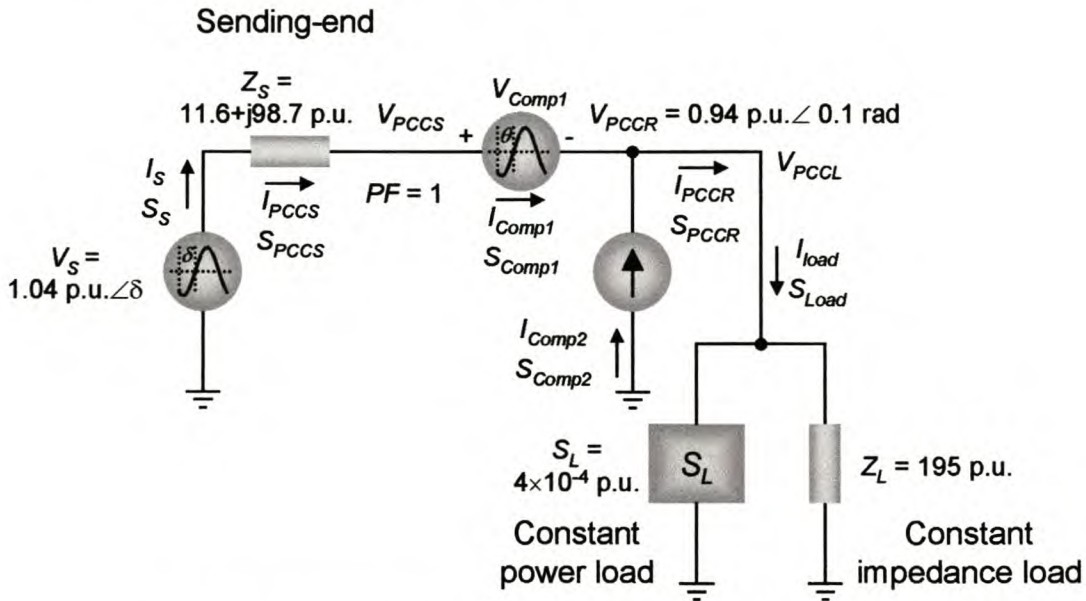 Sending-end
Z_S =
11.6+j98.7 p.u.
V_PCCS
V_Comp1
V_PCCR = 0.94 p.u.∠ 0.1 rad
+
θ
-
I_S
S_S
I_PCCS
S_PCCS
PF = 1
I_Comp1
S_Comp1
I_PCCR
S_PCCR
V_PCCL
V_S =
1.04 p.u.∠δ
δ
I_load
S_Load
I_Comp2
S_Comp2
S_L =
4×10⁻⁴ p.u.
S_L
Z_L = 195 p.u.
Constant
power load
Constant
impedance load